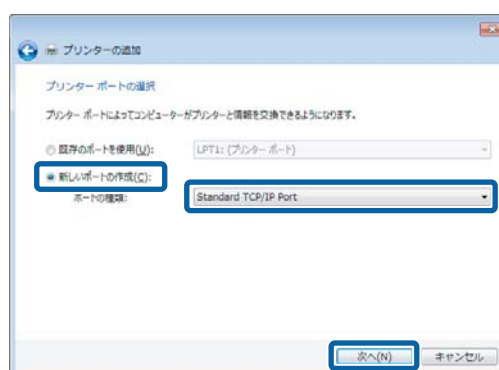 プリンターの追加
プリンター ポートの選択
プリンター ポートによってコンピューターがプリンターと情報を交換できるようになります。
既存のポートを使用(U): LPT1: (プリンター ポート)
新しいポートの作成(C):
ポートの種類: Standard TCP/IP Port
次へ(N) キャンセル